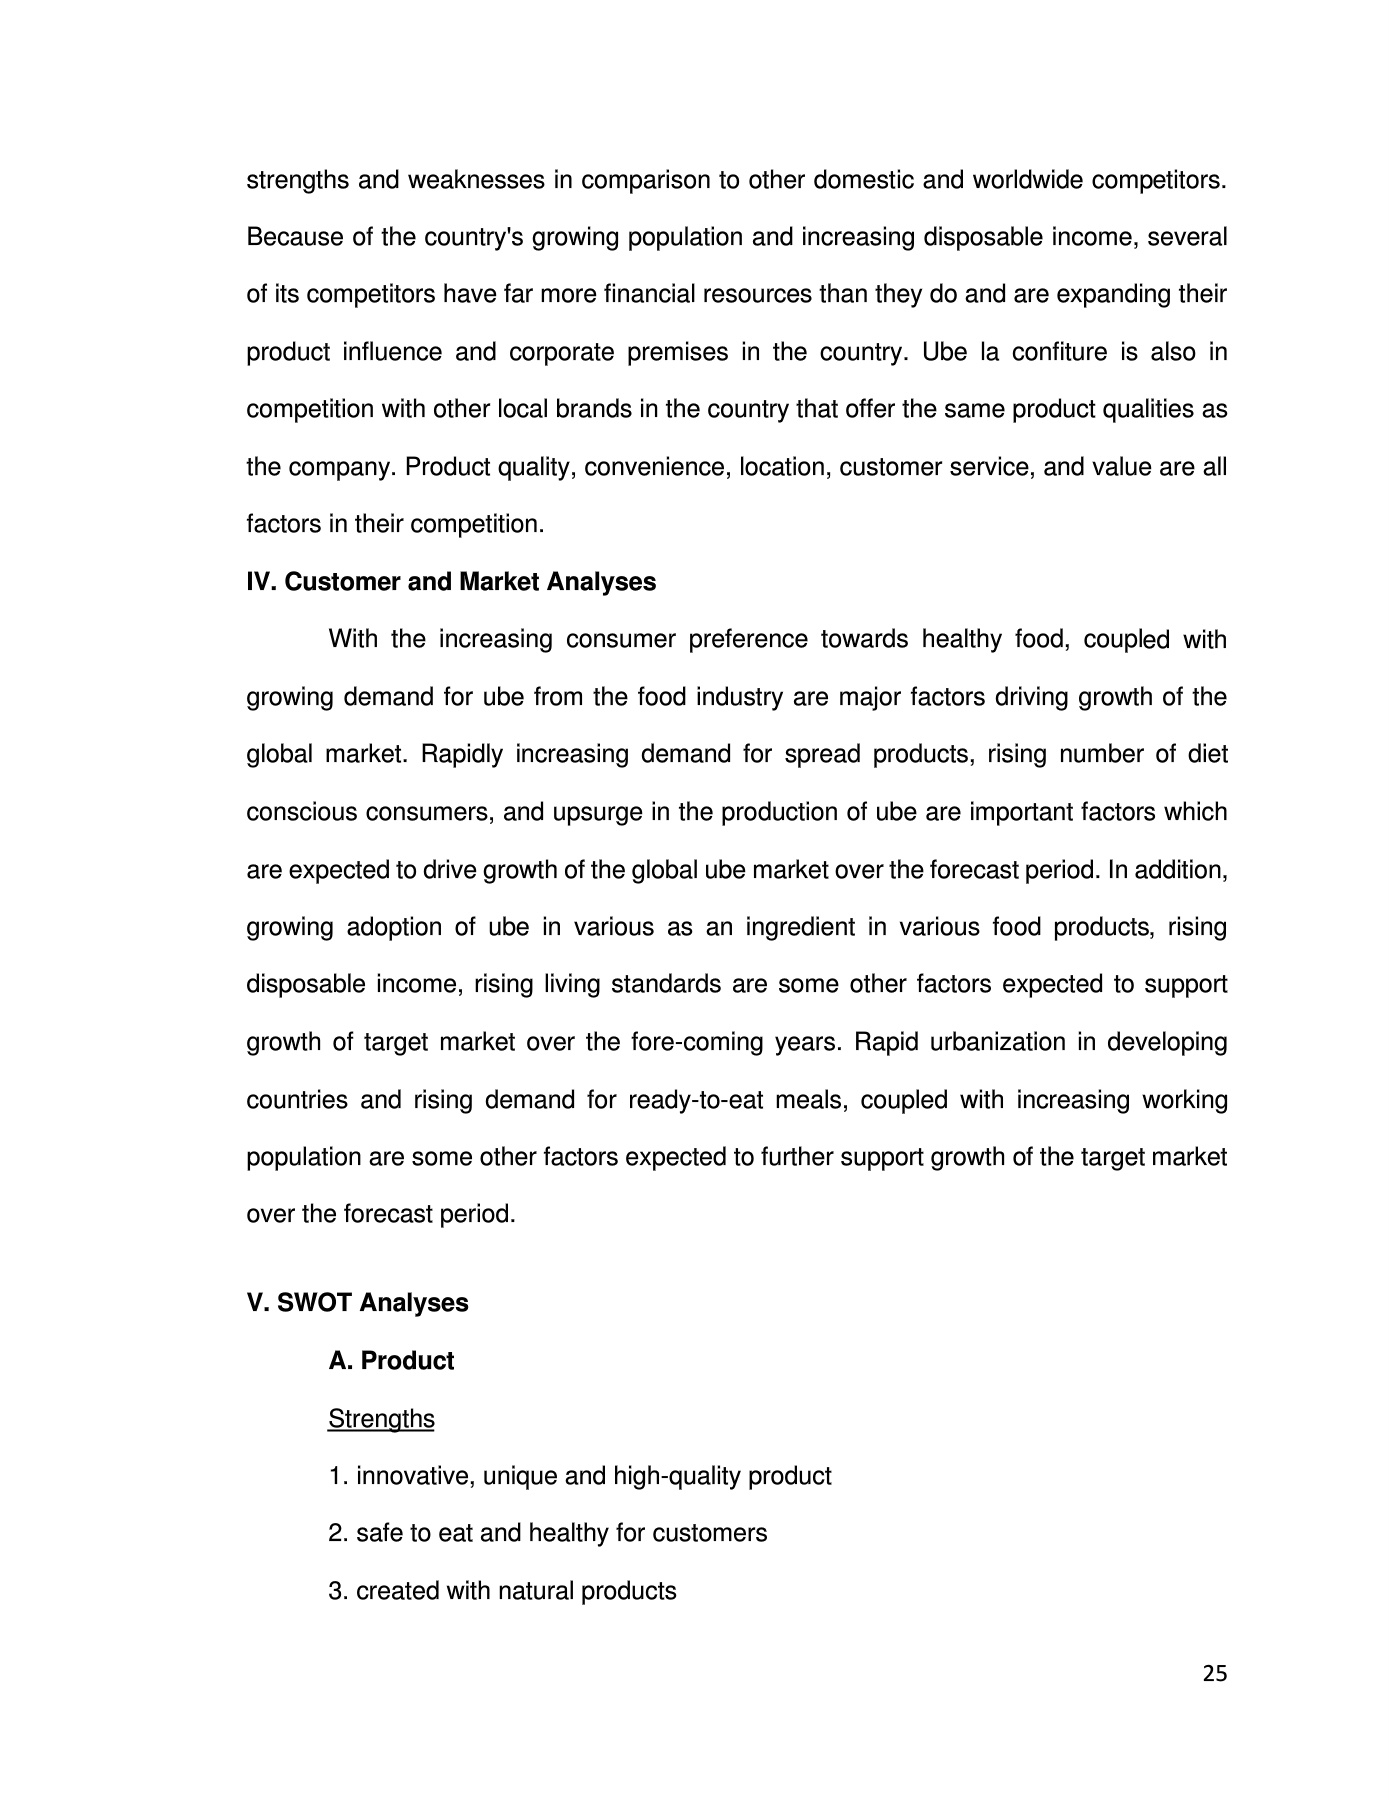 strengths and weaknesses in comparison to other domestic and worldwide competitors.
Because of the country's growing population and increasing disposable income, several
of its competitors have far more financial resources than they do and are expanding their
product influence and corporate premises in the country. Ube la confiture is also in
competition with other local brands in the country that offer the same product qualities as
the company. Product quality, convenience, location, customer service, and value are all
factors in their competition.
IV. Customer and Market Analyses
With the increasing consumer preference towards healthy food, coupled with
growing demand for ube from the food industry are major factors driving growth of the
global market. Rapidly increasing demand for spread products, rising number of diet
conscious consumers, and upsurge in the production of ube are important factors which
are expected to drive growth of the global ube market over the forecast period. In addition,
growing adoption of ube in various as an ingredient in various food products, rising
disposable income, rising living standards are some other factors expected to support
growth of target market over the fore-coming years. Rapid urbanization in developing
countries and rising demand for ready-to-eat meals, coupled with increasing working
population are some other factors expected to further support growth of the target market
over the forecast period.
V. SWOT Analyses
A. Product
Strengths
1. innovative, unique and high-quality product
2. safe to eat and healthy for customers
3. created with natural products
25